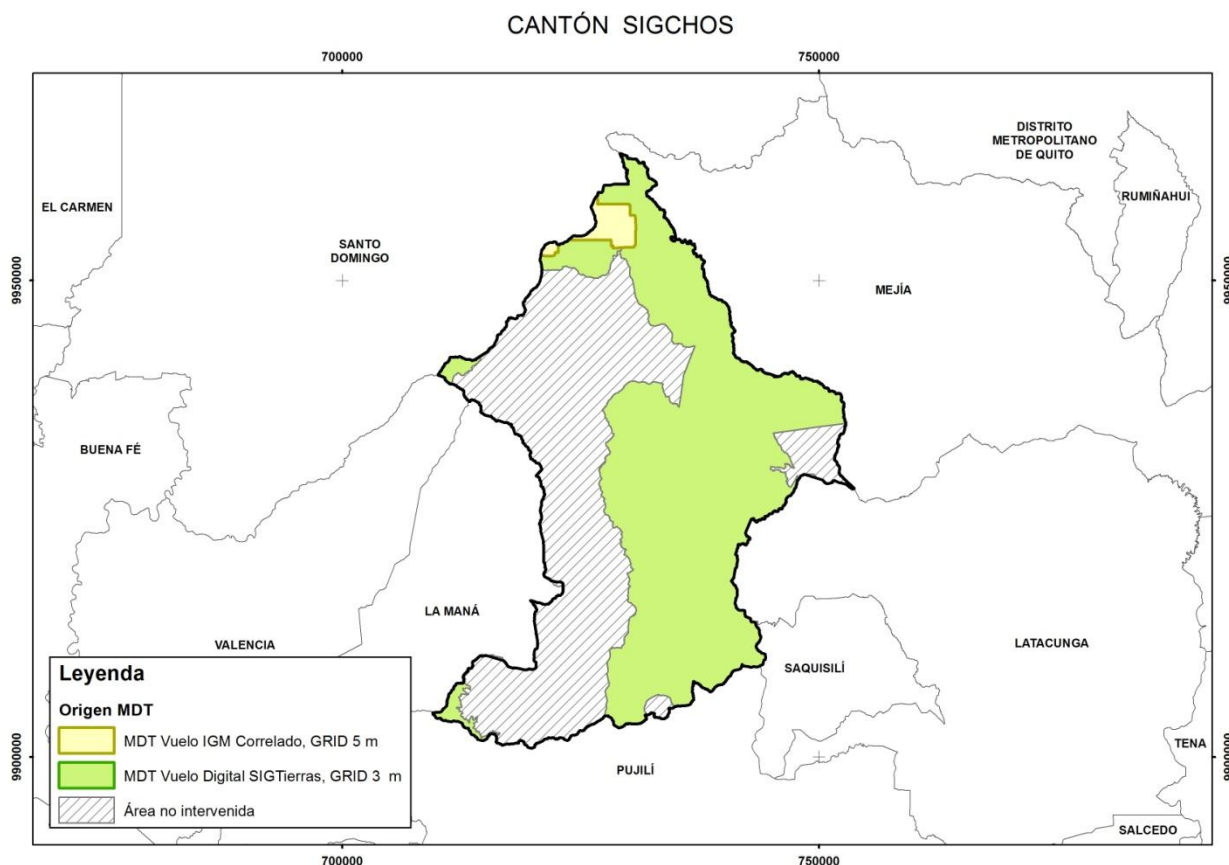 CANTÓN SIGCHOS
700000
750000
DISTRITO
METROPOLITANO
DE QUITO
RUMIÑAHUI
EL CARMEN
SANTO
DOMINGO
9950000
9950000
MEJÍA
BUENA FÉ
LA MANÁ
VALENCIA
LATACUNGA
SAQUISILÍ
Leyenda
Origen MDT
MDT Vuelo IGM Correlado, GRID 5 m
MDT Vuelo Digital SIGTierras, GRID 3 m
Área no intervenida
9900000
9900000
TENA
PUJILÍ
SALCEDO
700000
750000